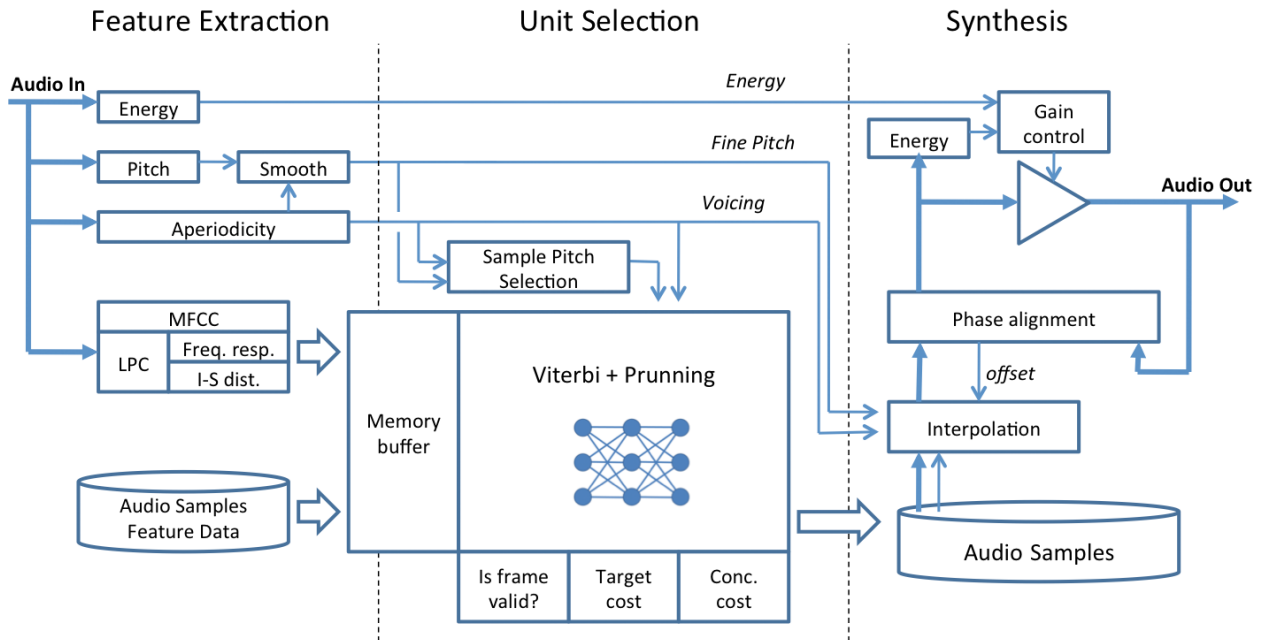 Feature Extraction
Unit Selection
Synthesis
Audio In
Energy
Energy
Gain
control
Energy
Pitch
Smooth
Fine Pitch
Aperiodicity
Voicing
Audio Out
Sample Pitch
Selection
MFCC
LPC
Freq. resp.
I-S dist.
Phase alignment
offset
Viterbi + Prunning
Memory
buffer
Interpolation
Audio Samples
Feature Data
Audio Samples
Is frame
valid?
Target
cost
Conc.
cost